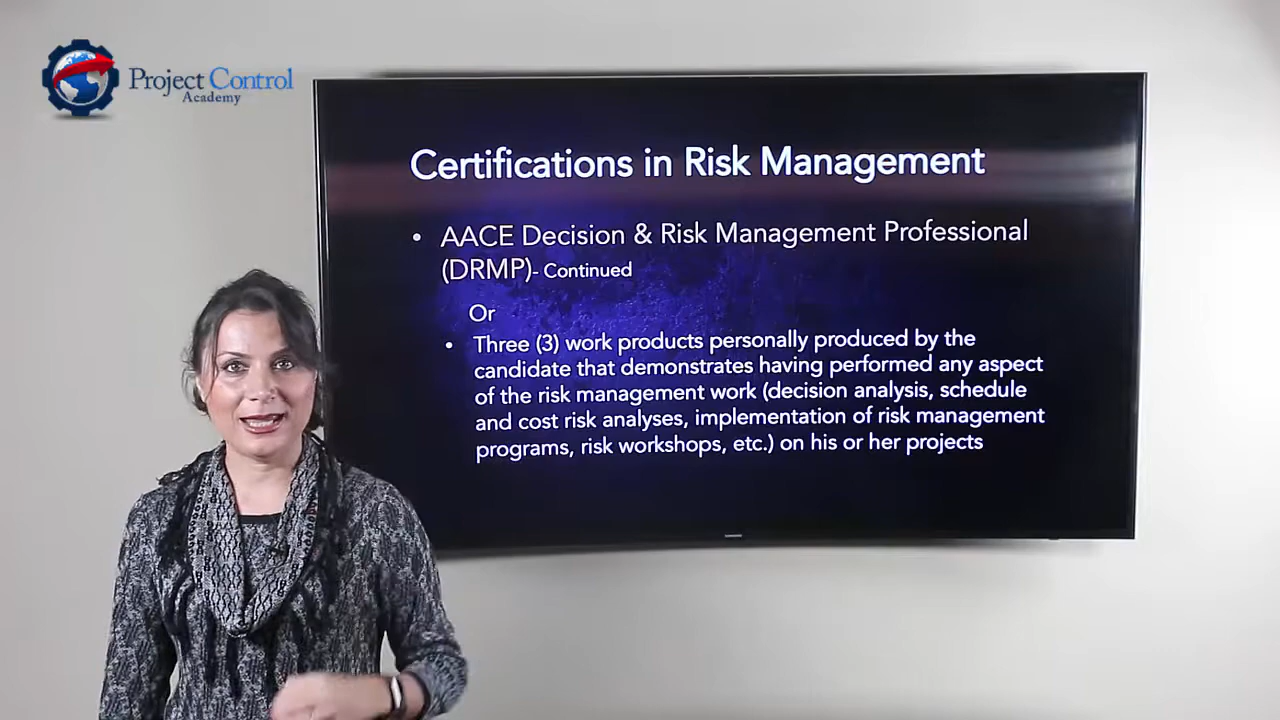 Project Control
Academy
Certifications in Risk Management
• AACE Decision & Risk Management Professional
(DRMP)- Continued
Or
• Three (3) work products personally produced by the
candidate that demonstrates having performed any aspect
of the risk management work (decision analysis, schedule
and cost risk analyses, implementation of risk management
programs, risk workshops, etc.) on his or her projects
SAMSUNG